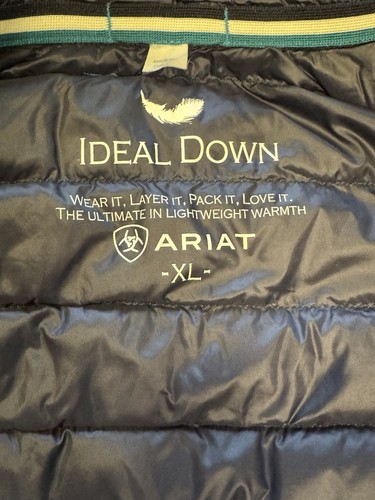 IDEAL DOWN
WEAR IT, LAYER IT, PACK IT, LOVE IT.
THE ULTIMATE IN LIGHTWEIGHT WARMTH
ARIAT
-XL-